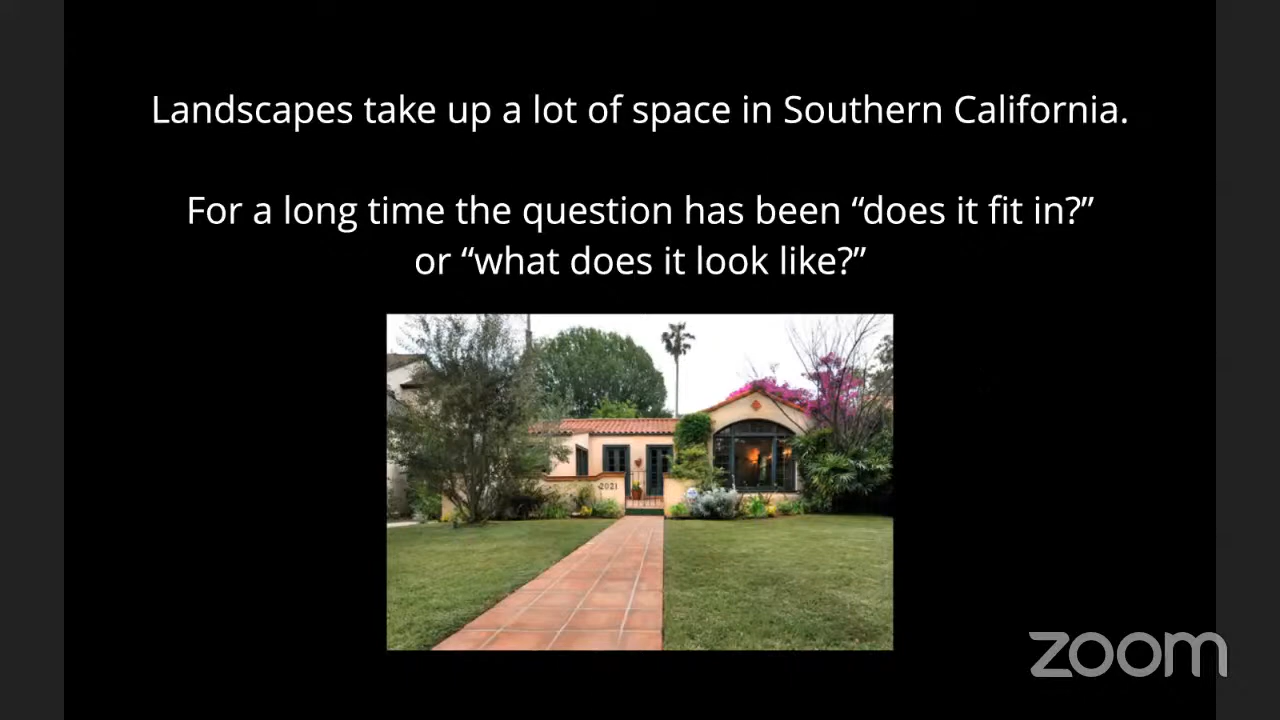 Landscapes take up a lot of space in Southern California.
For a long time the question has been “does it fit in?”
or “what does it look like?”
2021
zoom